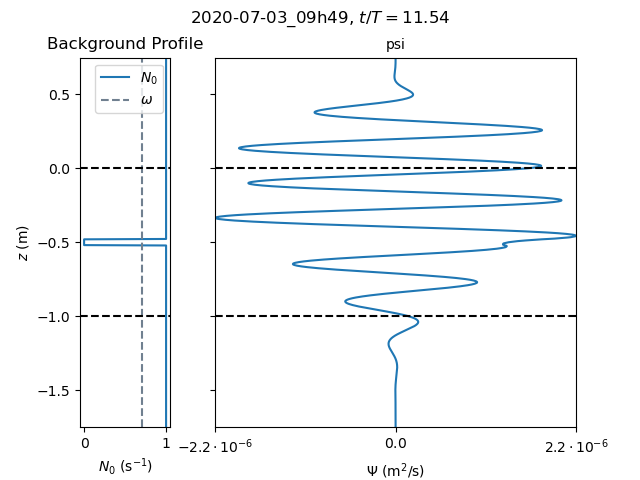 2020-07-03_09h49, t/T = 11.54
Background Profile
psi
N₀
ω
0.5
0.0
−0.5
−1.0
−1.5
z (m)
0
1
N₀ (s⁻¹)
−2.2 · 10⁻⁶
0.0
2.2 · 10⁻⁶
Ψ (m²/s)